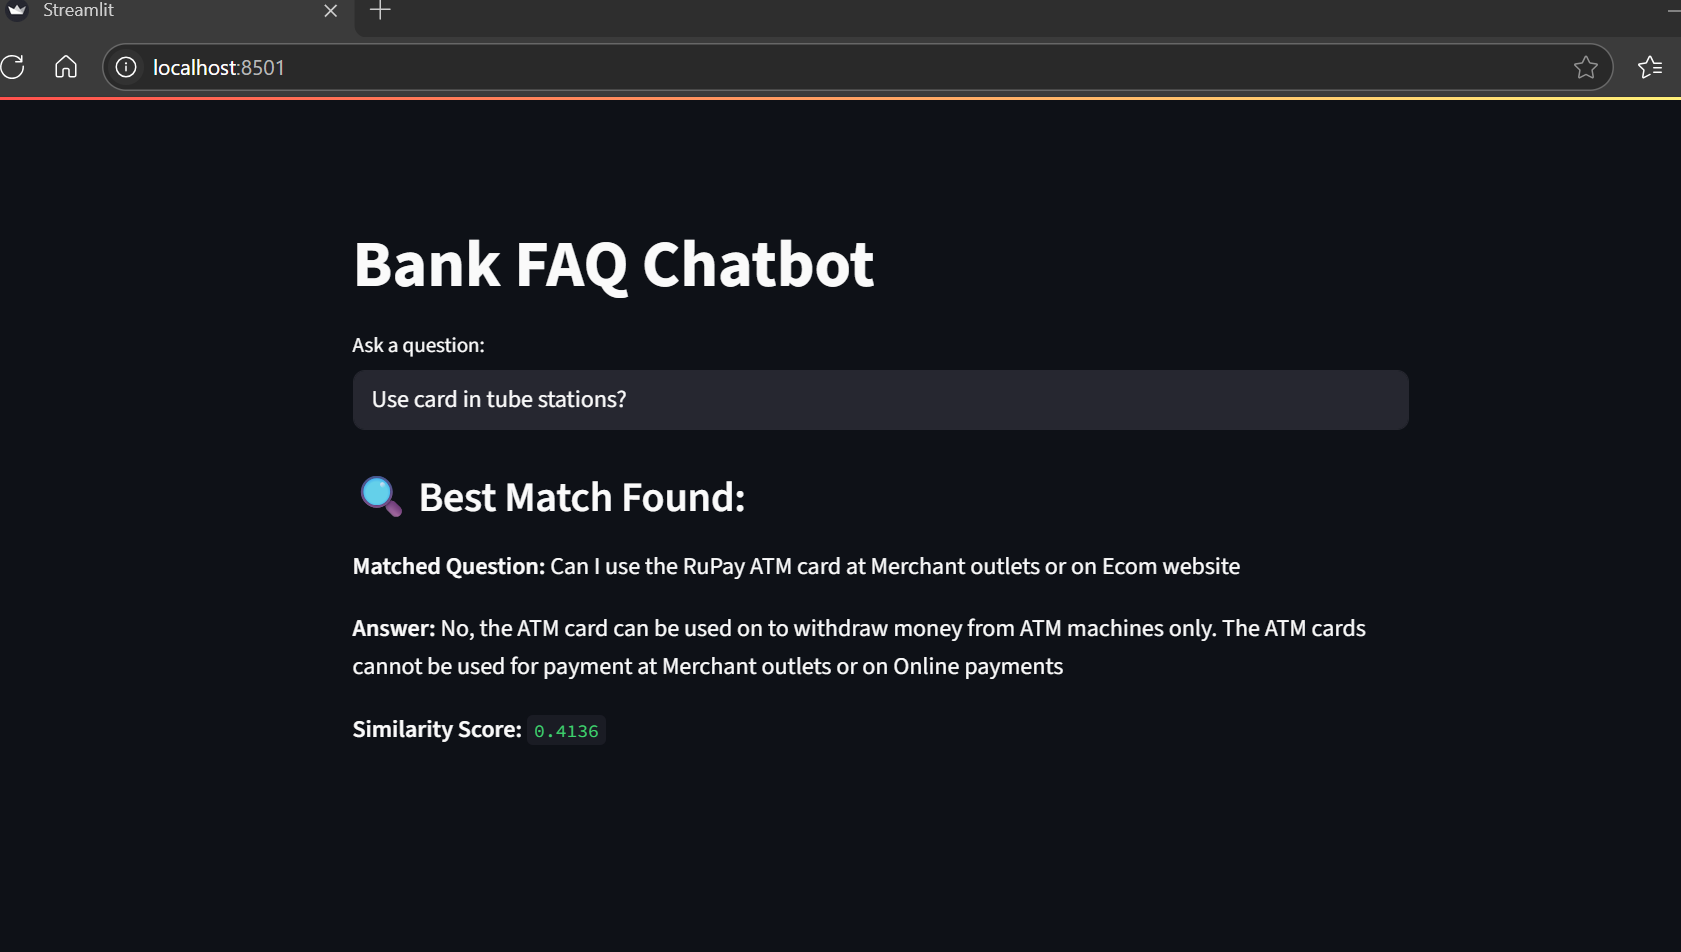 Streamlit
localhost:8501
Bank FAQ Chatbot
Ask a question:
Use card in tube stations?
Best Match Found:
Matched Question: Can I use the RuPay ATM card at Merchant outlets or on Ecom website
Answer: No, the ATM card can be used on to withdraw money from ATM machines only. The ATM cards
cannot be used for payment at Merchant outlets or on Online payments
Similarity Score: 0.4136